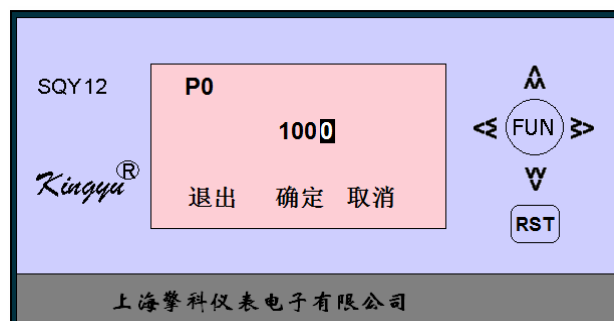 SQY12
P0
1000
Kingyu®
退出 确定 取消
FUN
RST
上海擎科仪表电子有限公司